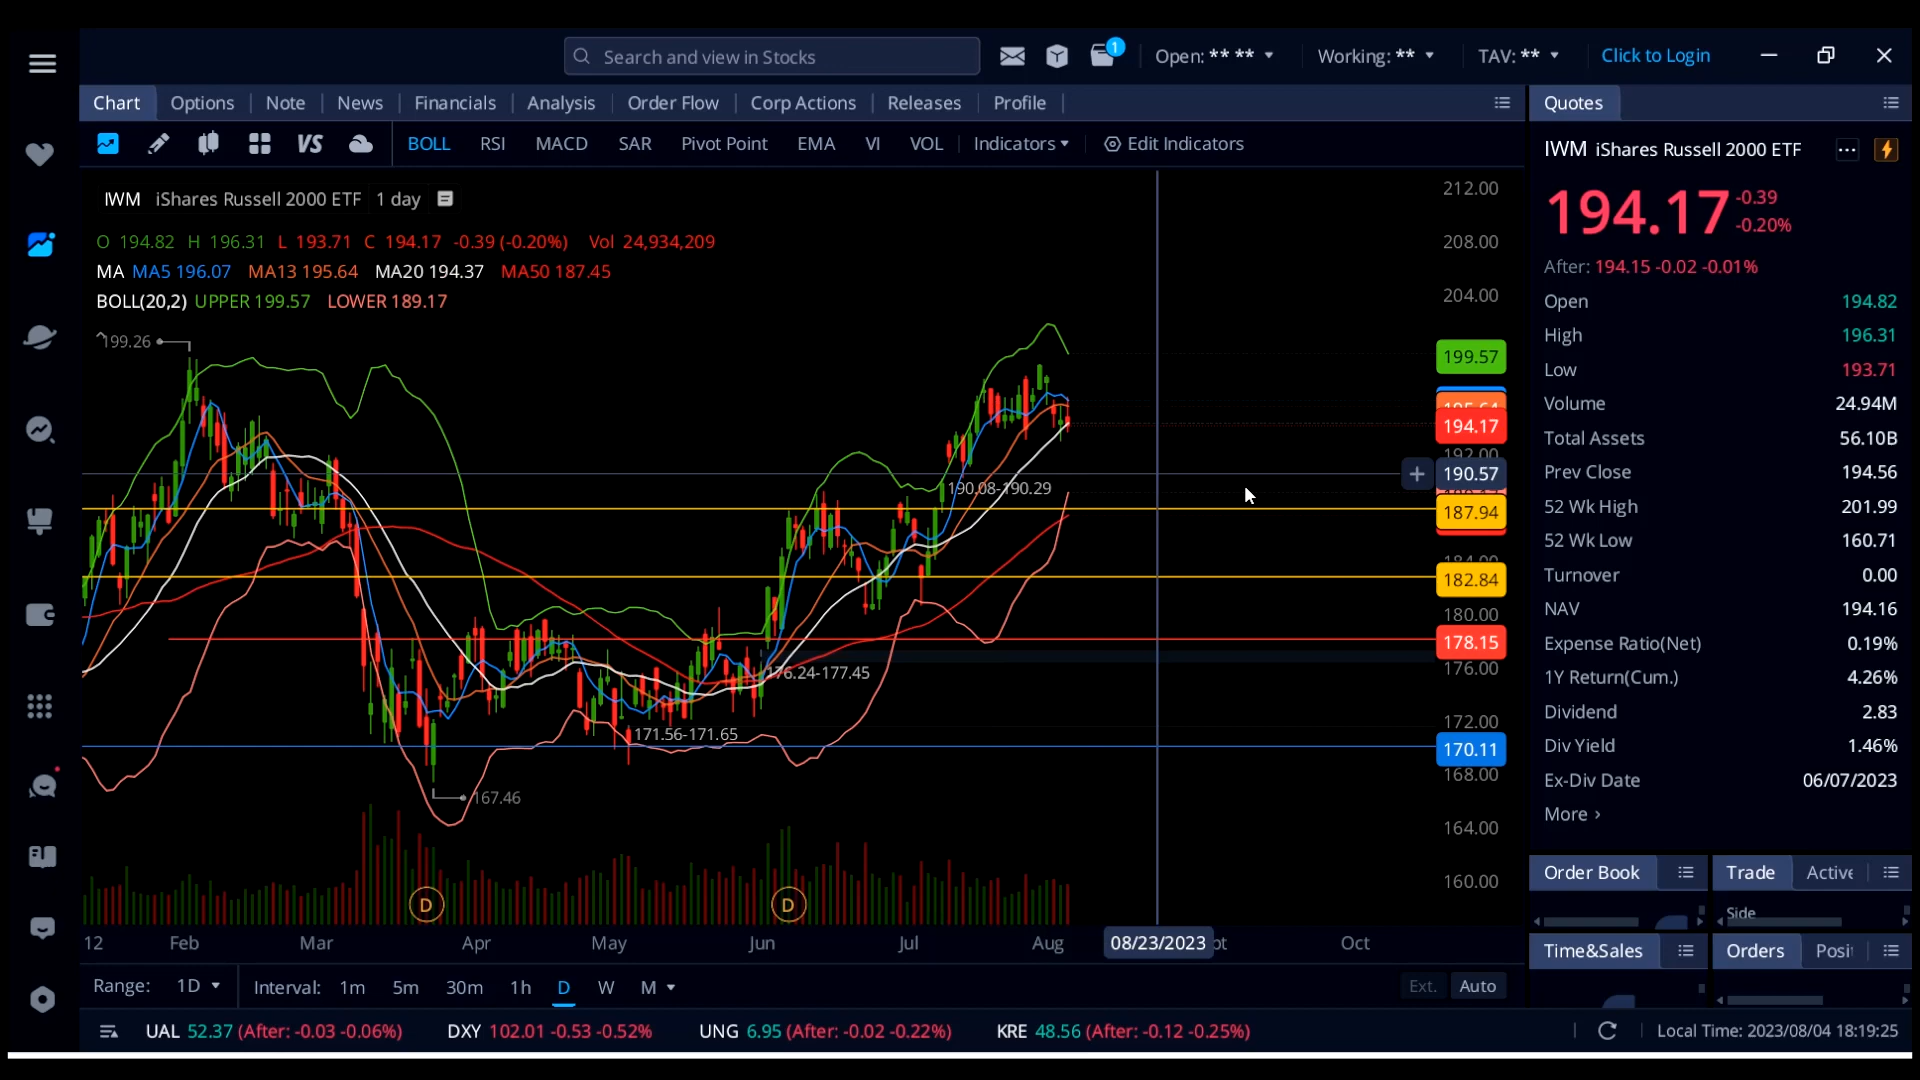 Search and view in Stocks
1
Open: ** **
Working: **
TAV: **
Click to Login
Chart Options Note News Financials Analysis Order Flow Corp Actions Releases Profile
Quotes
VS BOLL RSI MACD SAR Pivot Point EMA VI VOL Indicators Edit Indicators
IWM iShares Russell 2000 ETF 1 day
O 194.82 H 196.31 L 193.71 C 194.17 -0.39 (-0.20%) Vol 24,934,209
MA MA5 196.07 MA13 195.64 MA20 194.37 MA50 187.45
BOLL(20,2) UPPER 199.57 LOWER 189.17
199.26
190.08-190.29
176.24-177.45
171.56-171.65
167.46
D
D
212.00
208.00
204.00
199.57
195.64
194.17
192.00
190.57
187.94
184.00
182.84
180.00
178.15
176.00
172.00
170.11
168.00
164.00
160.00
12 Feb Mar Apr May Jun Jul Aug 08/23/2023 pt Oct
Range: 1D Interval: 1m 5m 30m 1h D W M
Ext. Auto
IWM iShares Russell 2000 ETF
194.17 -0.39
-0.20%
After: 194.15 -0.02 -0.01%
Open 194.82
High 196.31
Low 193.71
Volume 24.94M
Total Assets 56.10B
Prev Close 194.56
52 Wk High 201.99
52 Wk Low 160.71
Turnover 0.00
NAV 194.16
Expense Ratio(Net) 0.19%
1Y Return(Cum.) 4.26%
Dividend 2.83
Div Yield 1.46%
Ex-Div Date 06/07/2023
More
Order Book
Trade Active
Side
Time&Sales
Orders Posi
UAL 52.37 (After: -0.03 -0.06%) DXY 102.01 -0.53 -0.52% UNG 6.95 (After: -0.02 -0.22%) KRE 48.56 (After: -0.12 -0.25%)
Local Time: 2023/08/04 18:19:25